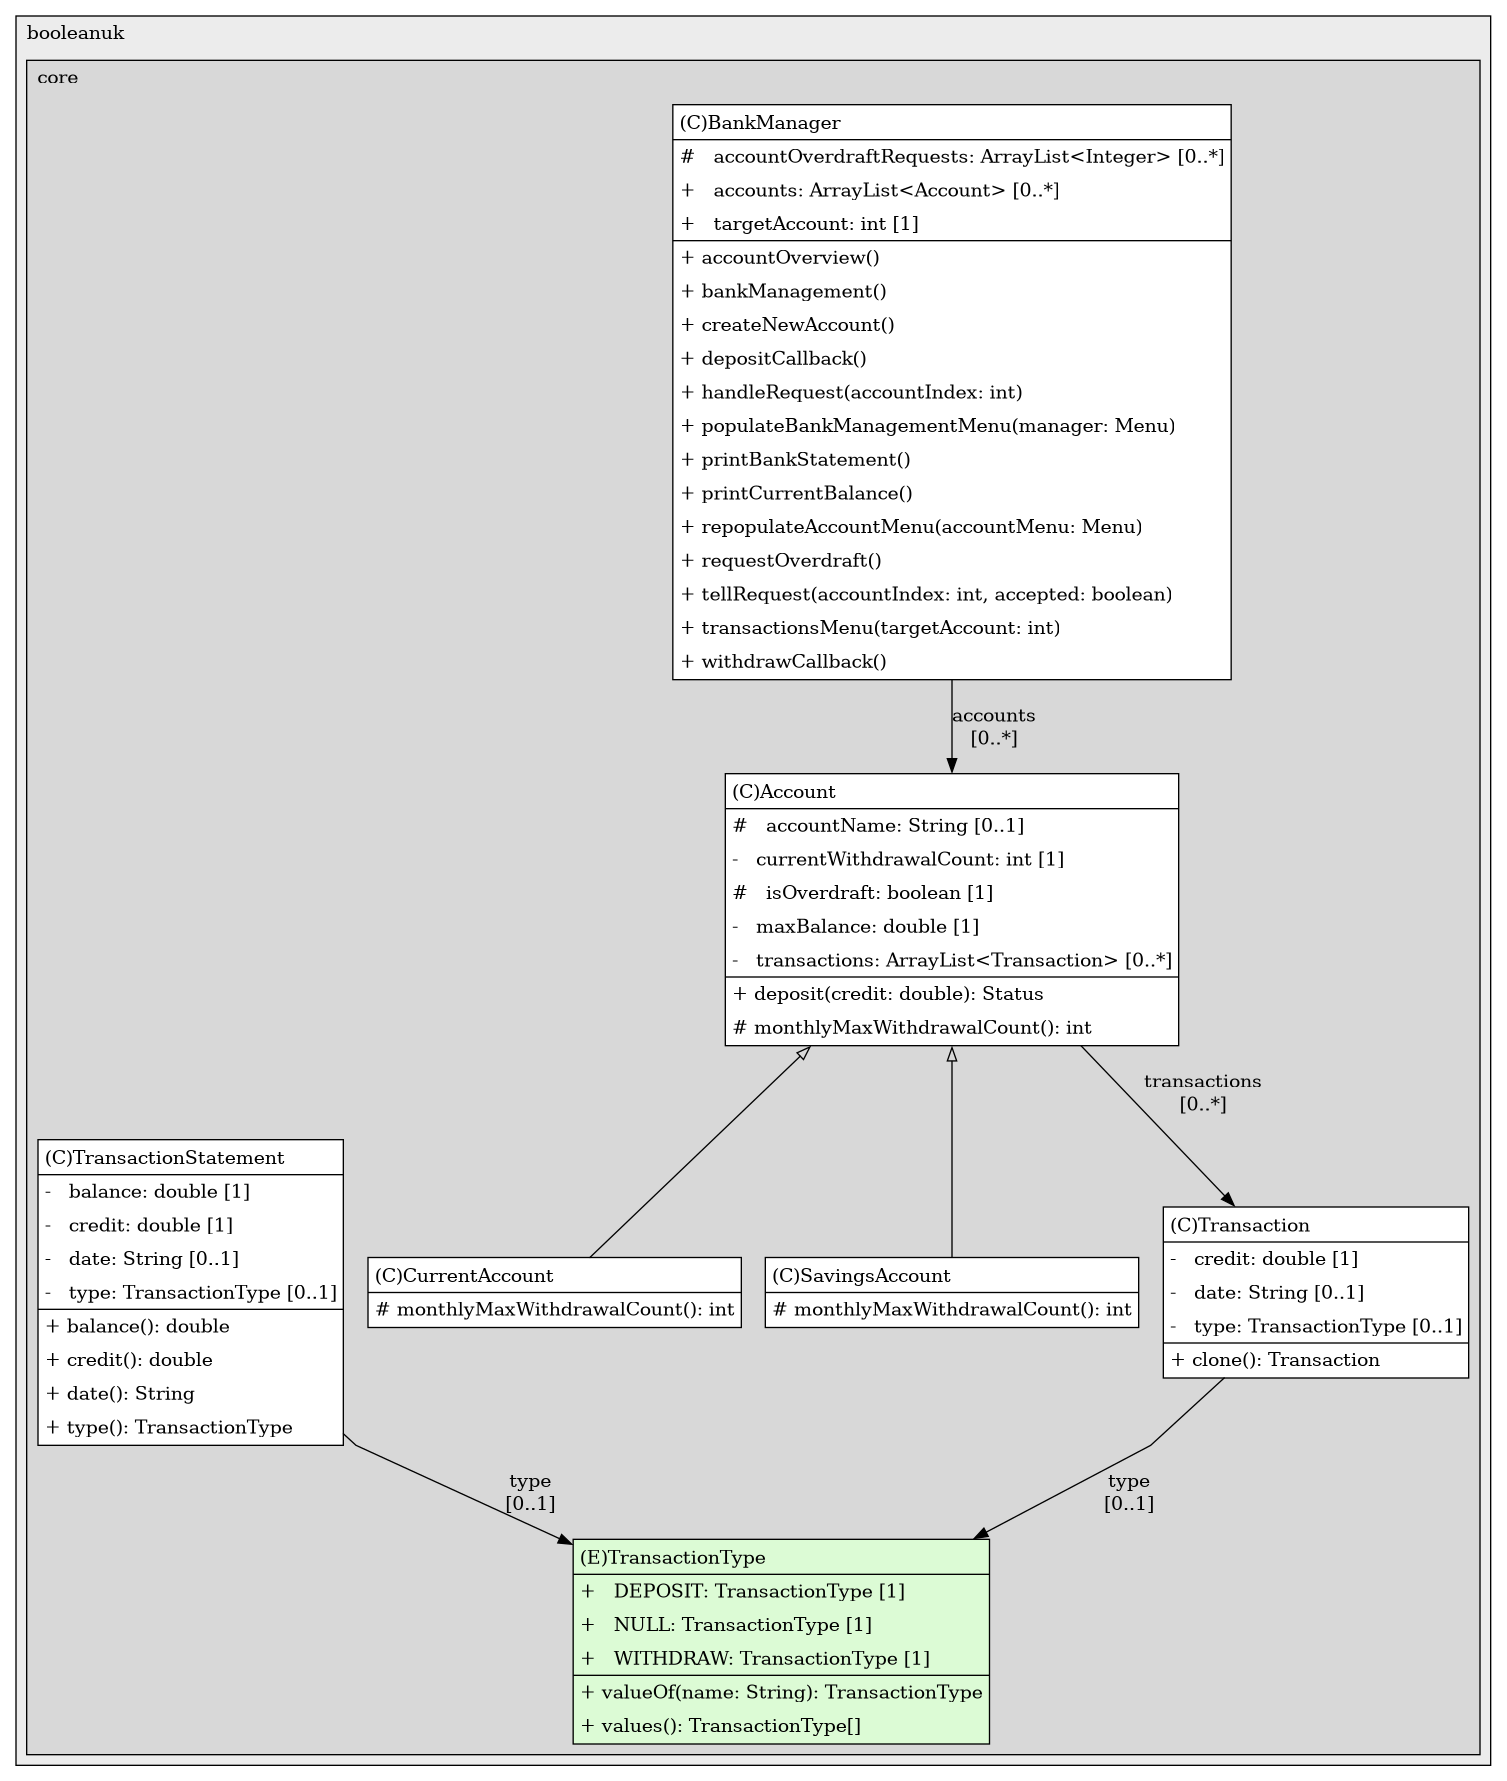 booleanuk
core
(C)BankManager
# accountOverdraftRequests: ArrayList<Integer> [0..*]
+ accounts: ArrayList<Account> [0..*]
+ targetAccount: int [1]
+ accountOverview()
+ bankManagement()
+ createNewAccount()
+ depositCallback()
+ handleRequest(accountIndex: int)
+ populateBankManagementMenu(manager: Menu)
+ printBankStatement()
+ printCurrentBalance()
+ repopulateAccountMenu(accountMenu: Menu)
+ requestOverdraft()
+ tellRequest(accountIndex: int, accepted: boolean)
+ transactionsMenu(targetAccount: int)
+ withdrawCallback()
accounts
[0..*]
(C)Account
# accountName: String [0..1]
- currentWithdrawalCount: int [1]
# isOverdraft: boolean [1]
- maxBalance: double [1]
- transactions: ArrayList<Transaction> [0..*]
+ deposit(credit: double): Status
# monthlyMaxWithdrawalCount(): int
transactions
[0..*]
(C)TransactionStatement
- balance: double [1]
- credit: double [1]
- date: String [0..1]
- type: TransactionType [0..1]
+ balance(): double
+ credit(): double
+ date(): String
+ type(): TransactionType
(C)CurrentAccount
# monthlyMaxWithdrawalCount(): int
(C)SavingsAccount
# monthlyMaxWithdrawalCount(): int
(C)Transaction
- credit: double [1]
- date: String [0..1]
- type: TransactionType [0..1]
+ clone(): Transaction
type
[0..1]
type
[0..1]
(E)TransactionType
+ DEPOSIT: TransactionType [1]
+ NULL: TransactionType [1]
+ WITHDRAW: TransactionType [1]
+ valueOf(name: String): TransactionType
+ values(): TransactionType[]